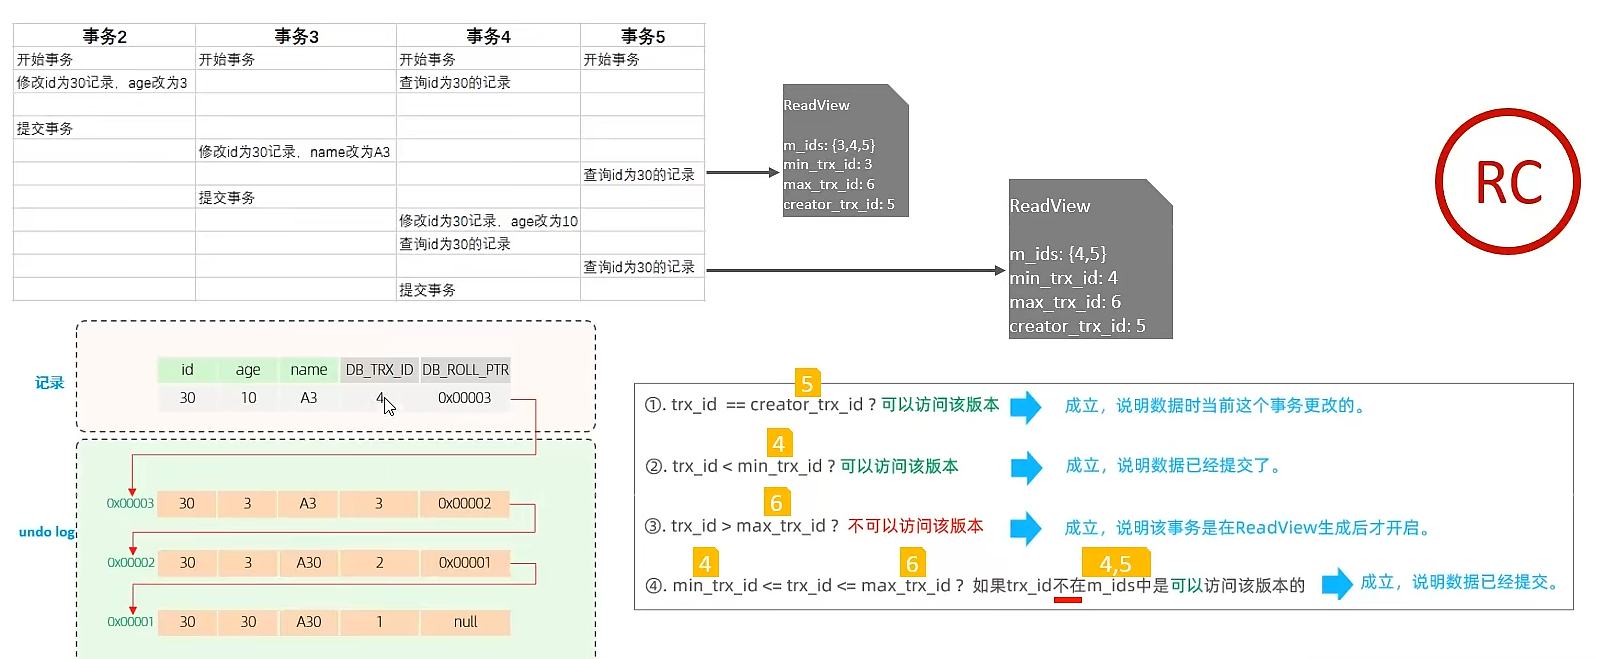 事务2 事务3 事务4 事务5
开始事务 开始事务 开始事务 开始事务
修改id为30记录，age改为3 查询id为30的记录
提交事务
修改id为30记录，name改为A3
查询id为30的记录
提交事务
修改id为30记录，age改为10
查询id为30的记录
查询id为30的记录
提交事务
ReadView
m_ids: {3,4,5}
min_trx_id: 3
max_trx_id: 6
creator_trx_id: 5
ReadView
m_ids: {4,5}
min_trx_id: 4
max_trx_id: 6
creator_trx_id: 5
RC
记录
id age name DB_TRX_ID DB_ROLL_PTR
30 10 A3 4 0x00003
undo log
0x00003 30 3 A3 3 0x00002
0x00002 30 3 A30 2 0x00001
0x00001 30 30 A30 1 null
5
①. trx_id == creator_trx_id ? 可以访问该版本 成立，说明数据时当前这个事务更改的。
4
②. trx_id < min_trx_id ? 可以访问该版本 成立，说明数据已经提交了。
6
③. trx_id > max_trx_id ? 不可以访问该版本 成立，说明该事务是在ReadView生成后才开启。
4 6 4,5
④. min_trx_id <= trx_id <= max_trx_id ? 如果trx_id不在m_ids中是可以访问该版本的 成立，说明数据已经提交。